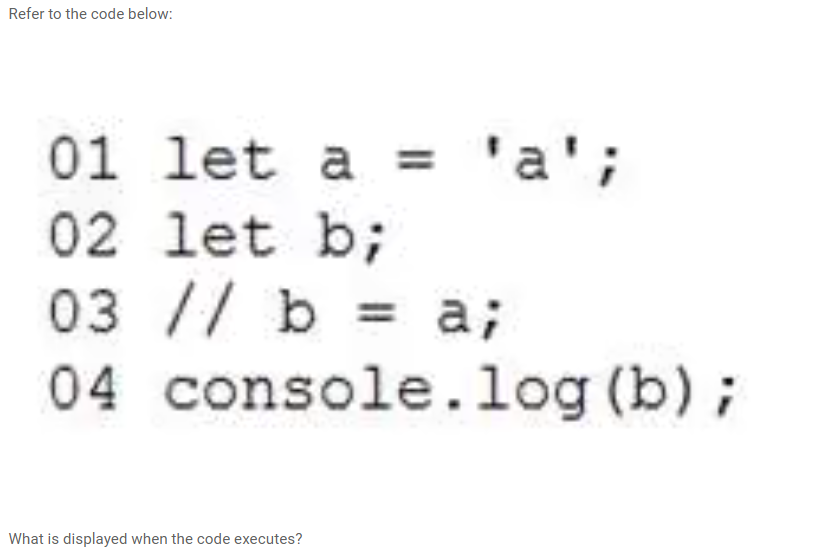 Refer to the code below:
01 let a = 'a';
02 let b;
03 // b = a;
04 console.log(b);
What is displayed when the code executes?